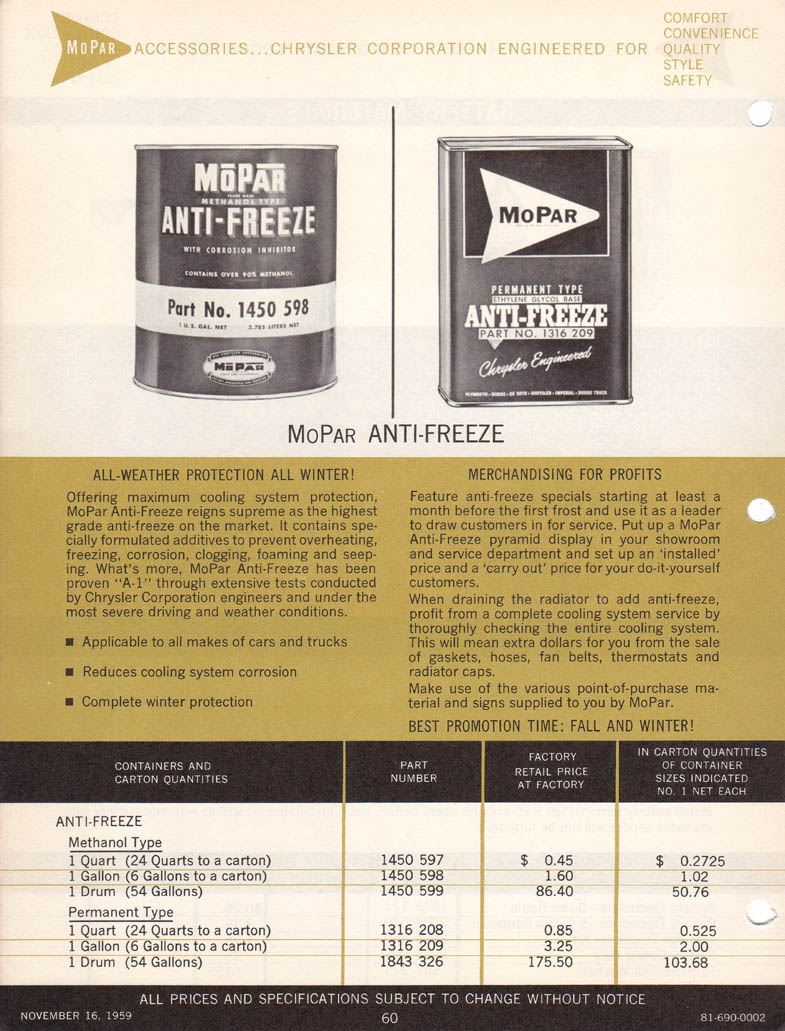 MOPAR
ACCESSORIES...CHRYSLER CORPORATION ENGINEERED FOR
COMFORT
CONVENIENCE
QUALITY
STYLE
SAFETY
MOPAR
TRADE MARK
METHANOL TYPE
ANTI-FREEZE
WITH CORROSION INHIBITOR
CONTAINS OVER 90% METHANOL
Part No. 1450 598
1 U. S. GAL. NET 3.785 LITERS NET
MOPAR
MOPAR
PERMANENT TYPE
ETHYLENE GLYCOL BASE
ANTI-FREEZE
PART NO. 1316 209
Chrysler Engineered
PLYMOUTH • DODGE • DE SOTO • CHRYSLER • IMPERIAL • DODGE TRUCK
MOPAR ANTI-FREEZE
ALL-WEATHER PROTECTION ALL WINTER!
Offering maximum cooling system protection,
MoPar Anti-Freeze reigns supreme as the highest
grade anti-freeze on the market. It contains spe-
cially formulated additives to prevent overheating,
freezing, corrosion, clogging, foaming and seep-
ing. What's more, MoPar Anti-Freeze has been
proven "A-1" through extensive tests conducted
by Chrysler Corporation engineers and under the
most severe driving and weather conditions.
■ Applicable to all makes of cars and trucks
■ Reduces cooling system corrosion
■ Complete winter protection
MERCHANDISING FOR PROFITS
Feature anti-freeze specials starting at least a
month before the first frost and use it as a leader
to draw customers in for service. Put up a MoPar
Anti-Freeze pyramid display in your showroom
and service department and set up an 'installed'
price and a 'carry out' price for your do-it-yourself
customers.
When draining the radiator to add anti-freeze,
profit from a complete cooling system service by
thoroughly checking the entire cooling system.
This will mean extra dollars for you from the sale
of gaskets, hoses, fan belts, thermostats and
radiator caps.
Make use of the various point-of-purchase ma-
terial and signs supplied to you by MoPar.
BEST PROMOTION TIME: FALL AND WINTER!
CONTAINERS AND
CARTON QUANTITIES
PART
NUMBER
FACTORY
RETAIL PRICE
AT FACTORY
IN CARTON QUANTITIES
OF CONTAINER
SIZES INDICATED
NO. 1 NET EACH
ANTI-FREEZE
Methanol Type
1 Quart (24 Quarts to a carton) 1450 597 $ 0.45 $ 0.2725
1 Gallon (6 Gallons to a carton) 1450 598 1.60 1.02
1 Drum (54 Gallons) 1450 599 86.40 50.76
Permanent Type
1 Quart (24 Quarts to a carton) 1316 208 0.85 0.525
1 Gallon (6 Gallons to a carton) 1316 209 3.25 2.00
1 Drum (54 Gallons) 1843 326 175.50 103.68
ALL PRICES AND SPECIFICATIONS SUBJECT TO CHANGE WITHOUT NOTICE
NOVEMBER 16, 1959 60 81-690-0002